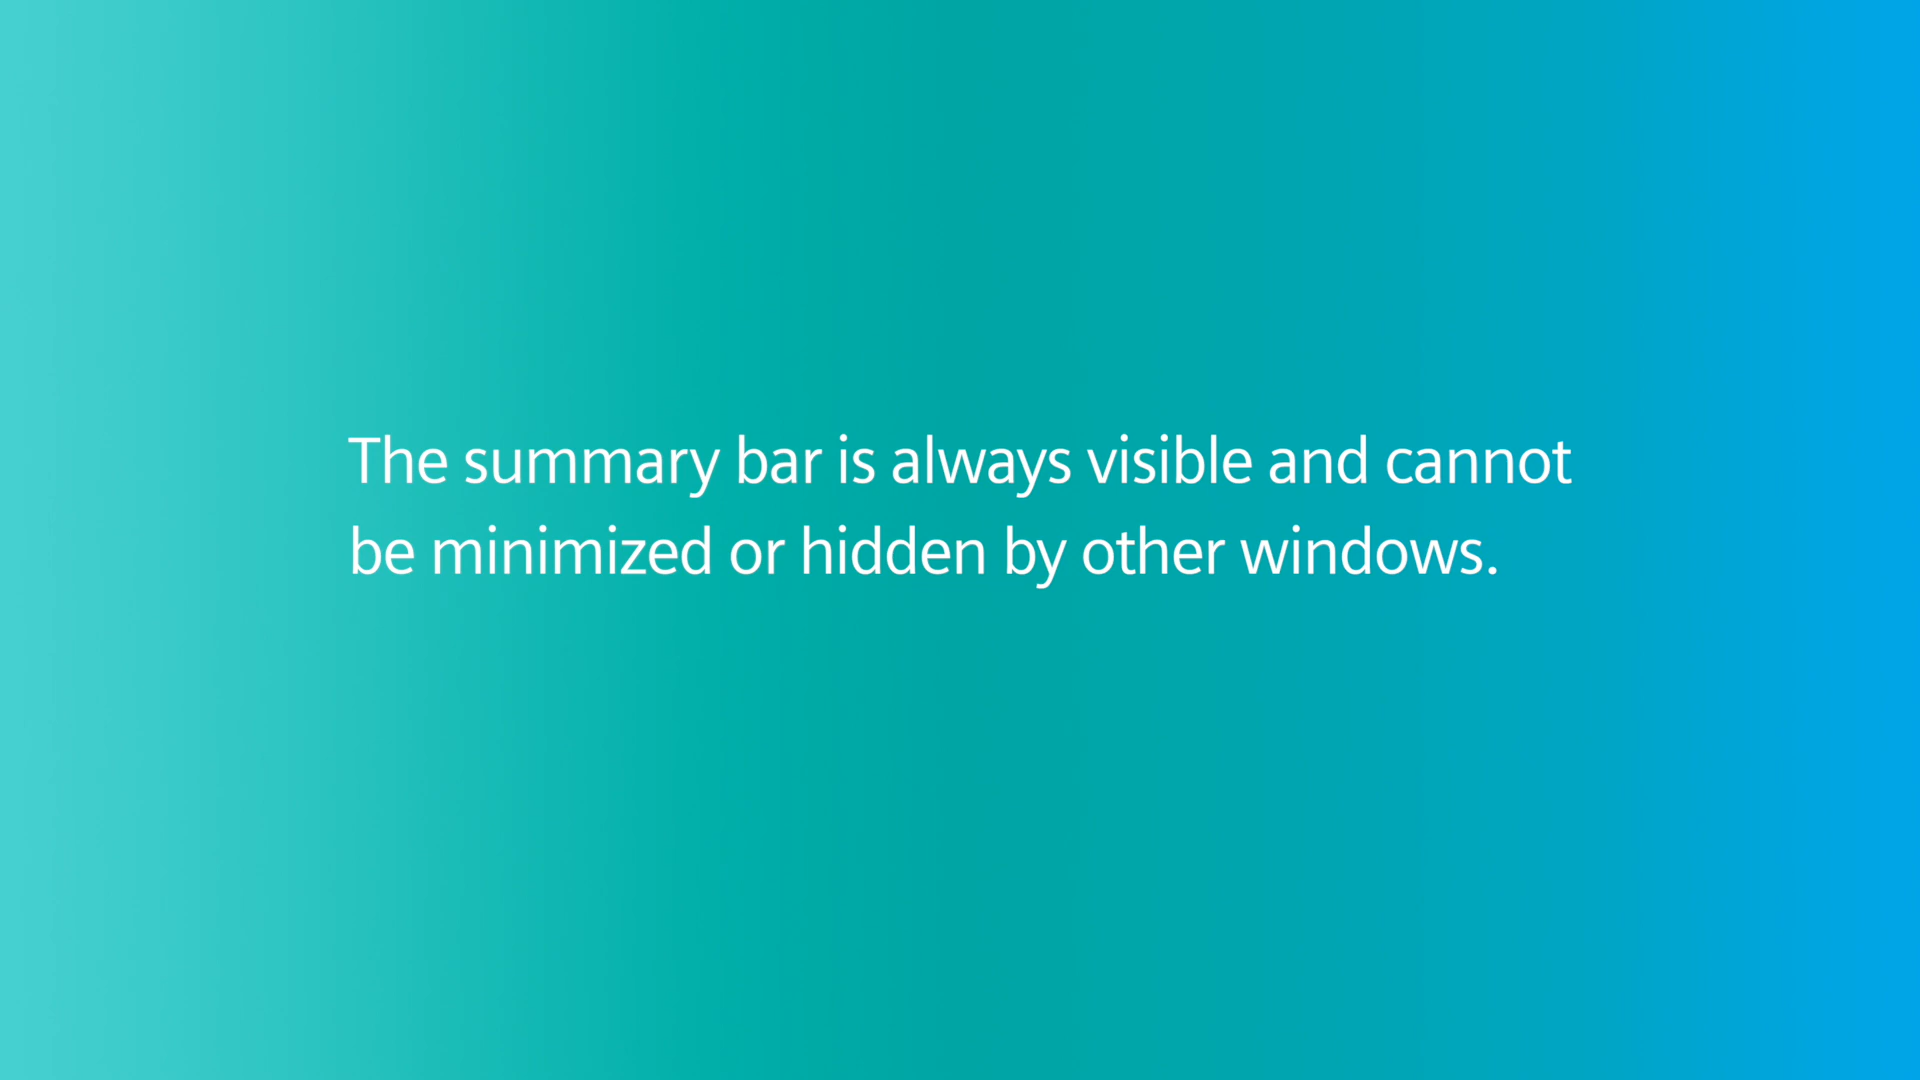 The summary bar is always visible and cannot
be minimized or hidden by other windows.